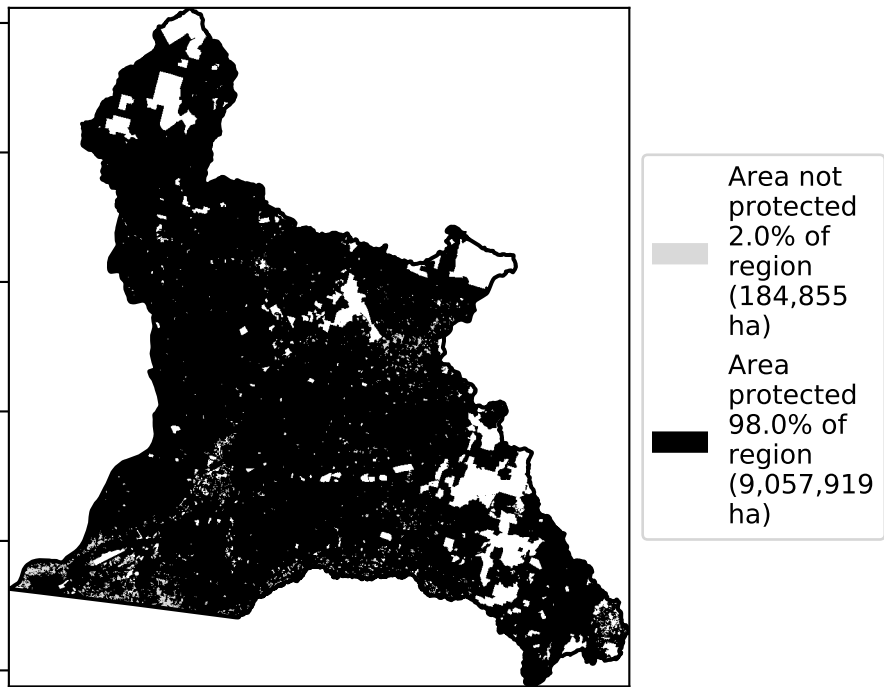 Area not
protected
2.0% of
region
(184,855
ha)
Area
protected
98.0% of
region
(9,057,919
ha)